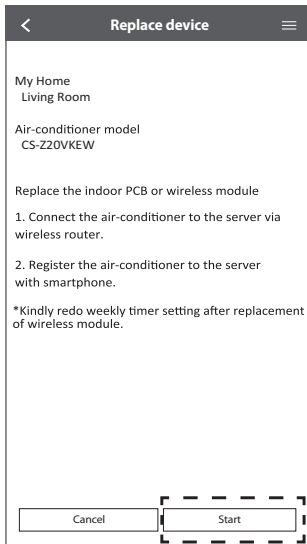 Replace device
My Home
Living Room
Air-conditioner model
CS-Z20VKEW
Replace the indoor PCB or wireless module
1. Connect the air-conditioner to the server via
wireless router.
2. Register the air-conditioner to the server
with smartphone.
*Kindly redo weekly timer setting after replacement
of wireless module.
Cancel
Start